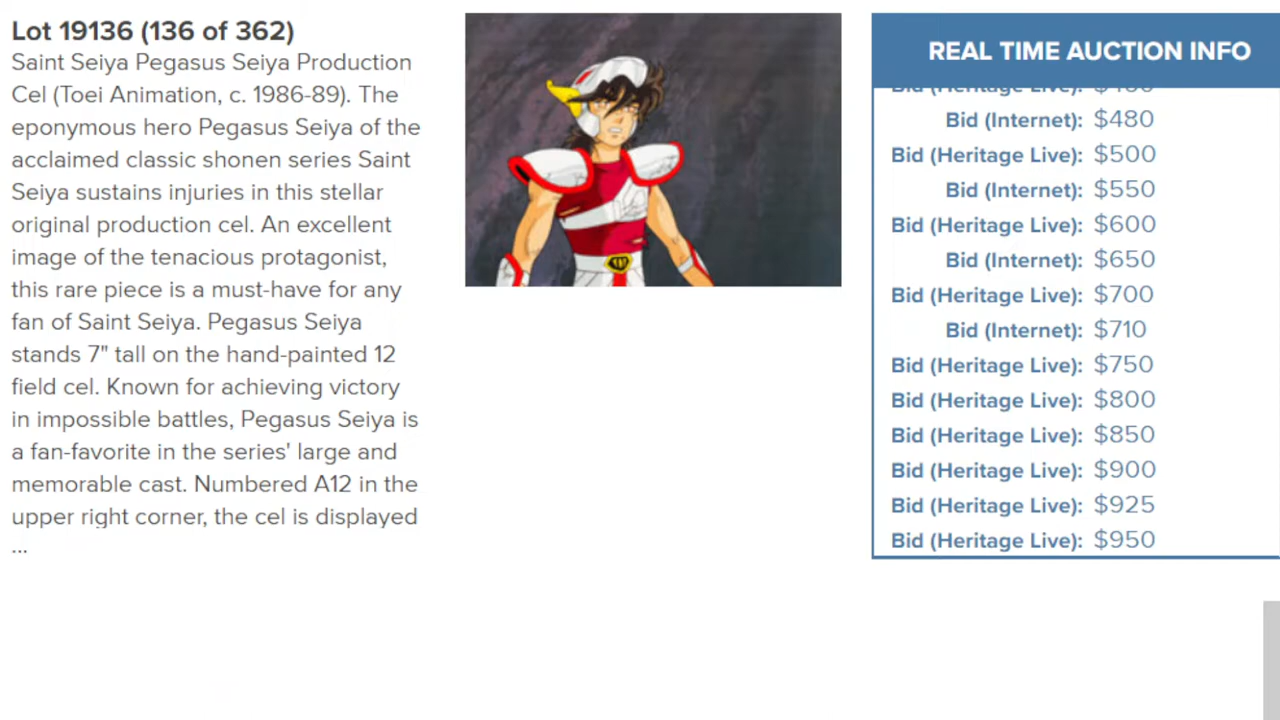 Lot 19136 (136 of 362)
Saint Seiya Pegasus Seiya Production
Cel (Toei Animation, c. 1986-89). The
eponymous hero Pegasus Seiya of the
acclaimed classic shonen series Saint
Seiya sustains injuries in this stellar
original production cel. An excellent
image of the tenacious protagonist,
this rare piece is a must-have for any
fan of Saint Seiya. Pegasus Seiya
stands 7" tall on the hand-painted 12
field cel. Known for achieving victory
in impossible battles, Pegasus Seiya is
a fan-favorite in the series' large and
memorable cast. Numbered A12 in the
upper right corner, the cel is displayed
...
REAL TIME AUCTION INFO
Bid (Heritage Live):
Bid (Internet): $480
Bid (Heritage Live): $500
Bid (Internet): $550
Bid (Heritage Live): $600
Bid (Internet): $650
Bid (Heritage Live): $700
Bid (Internet): $710
Bid (Heritage Live): $750
Bid (Heritage Live): $800
Bid (Heritage Live): $850
Bid (Heritage Live): $900
Bid (Heritage Live): $925
Bid (Heritage Live): $950